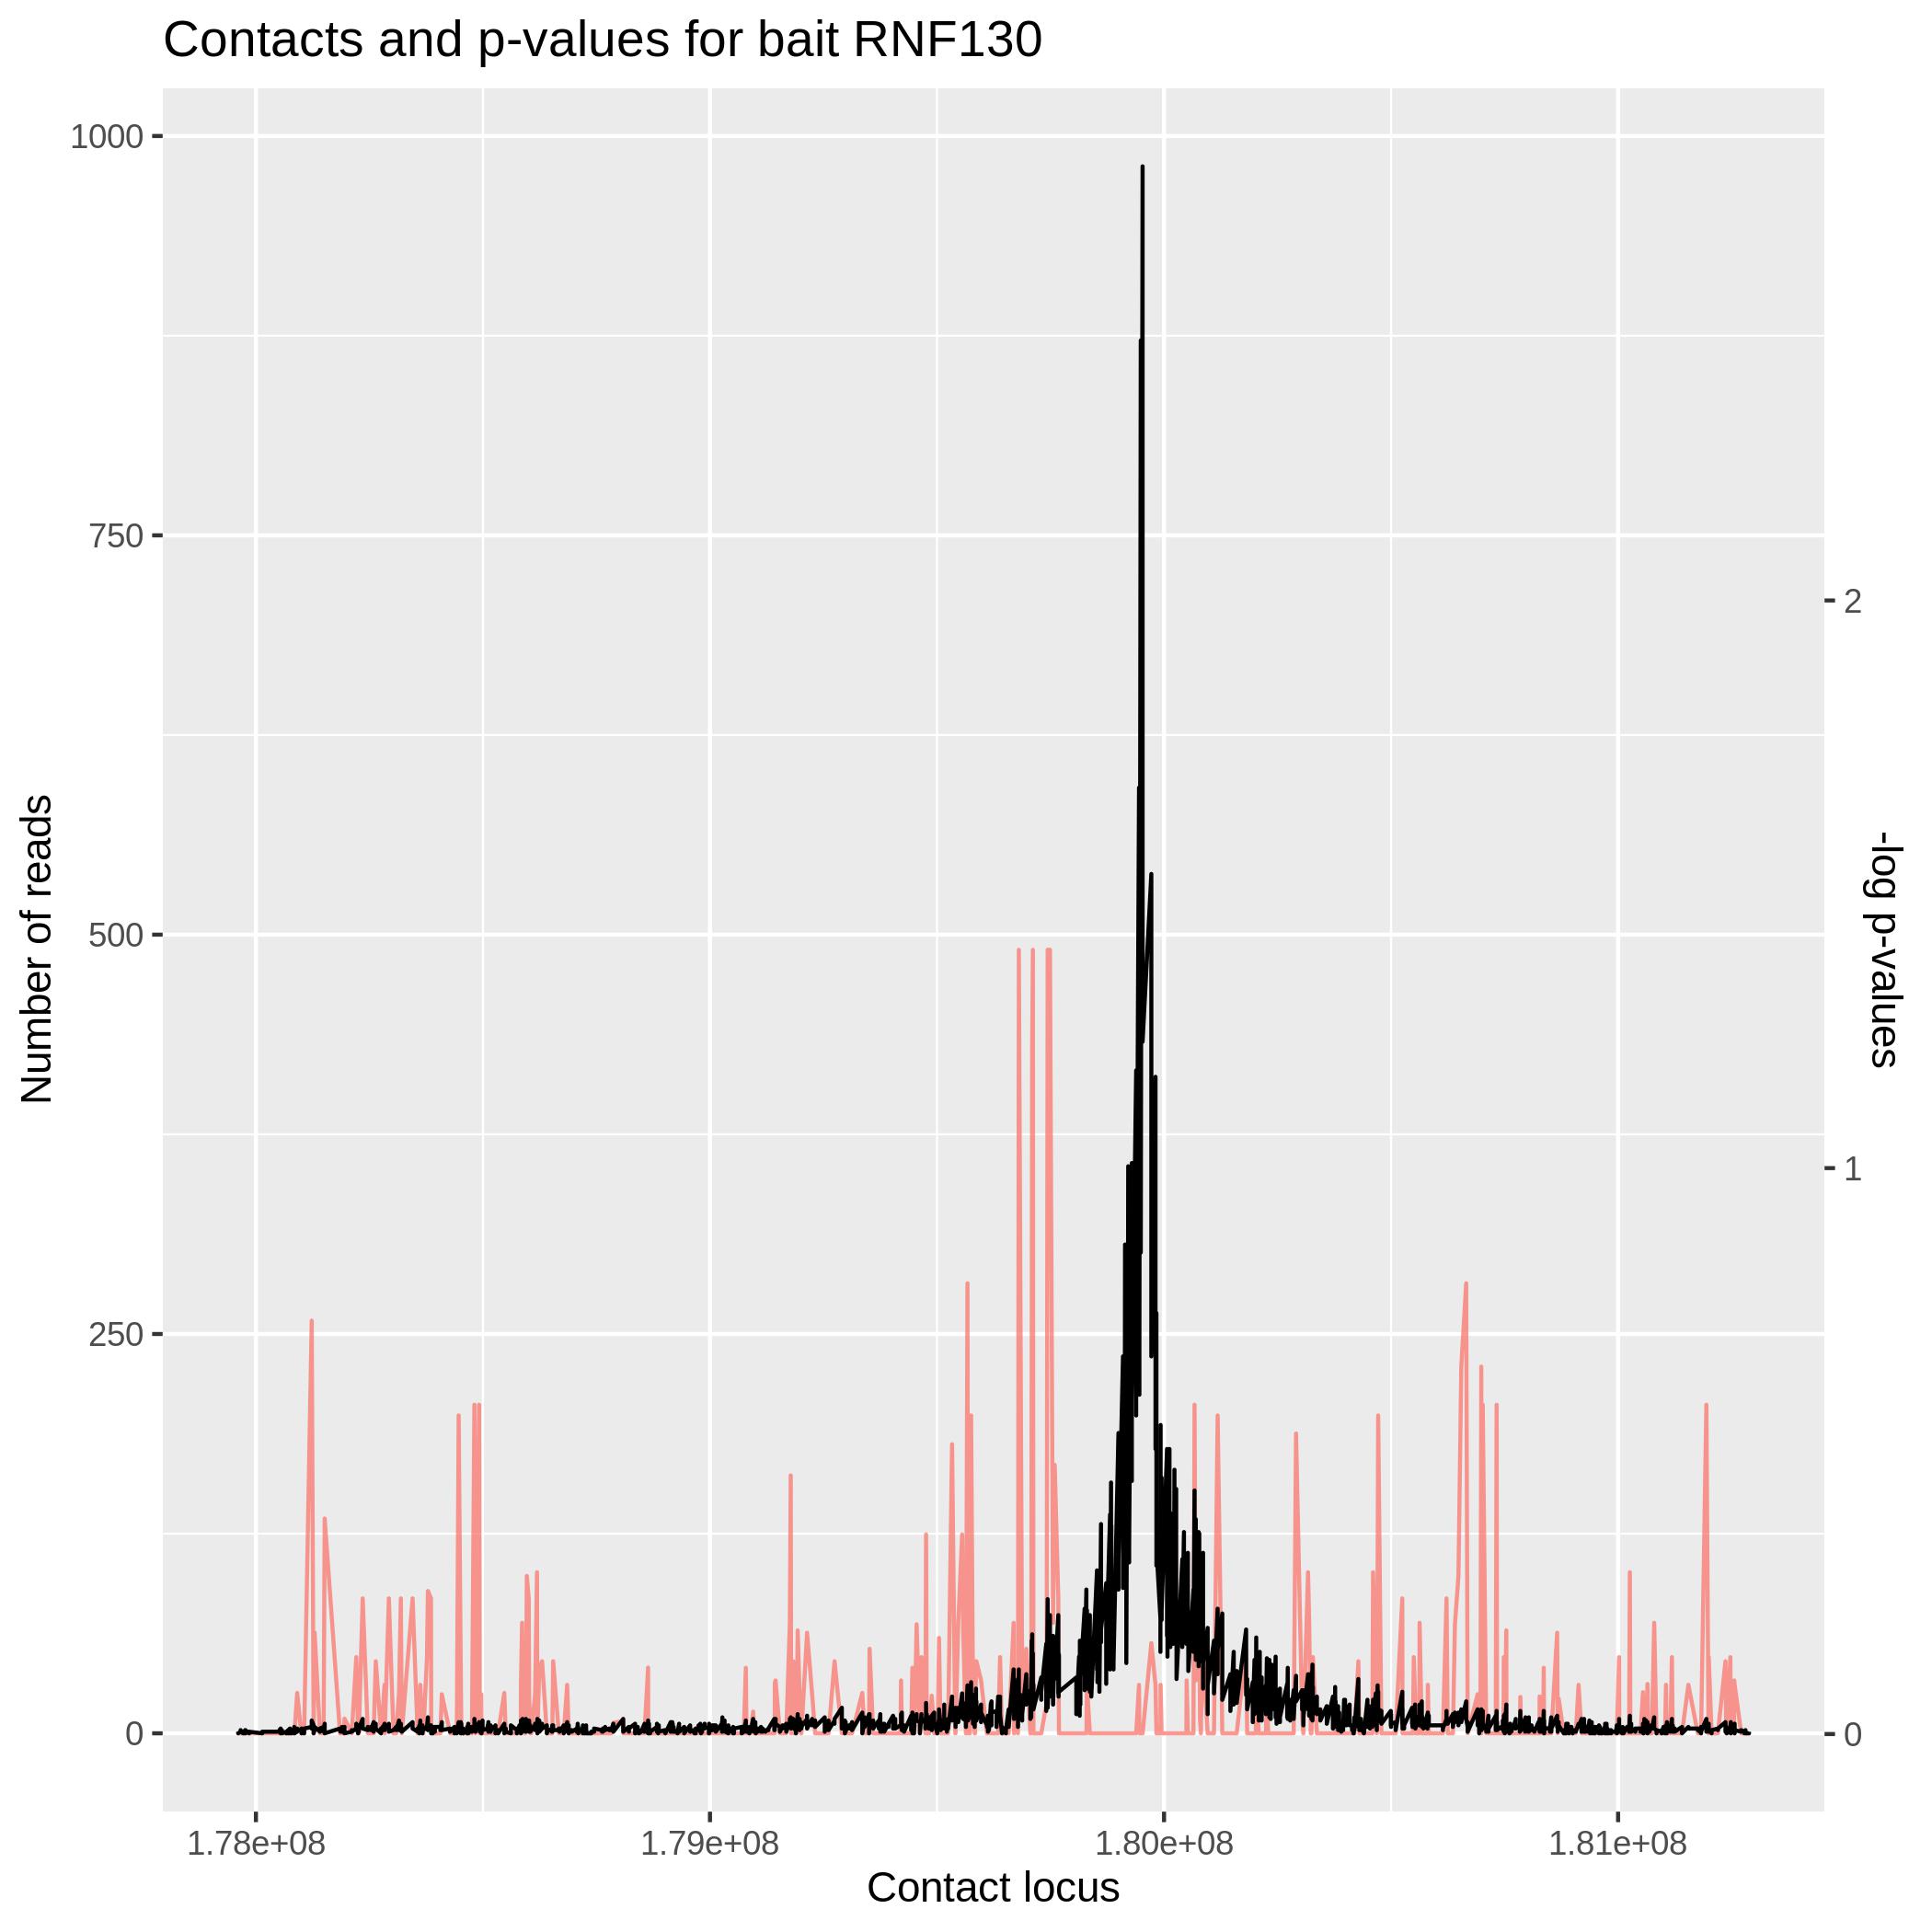 Contacts and p-values for bait RNF130
1000
750
500
250
0
Number of reads
2
1
0
-log p-values
1.78e+08
1.79e+08
1.80e+08
1.81e+08
Contact locus